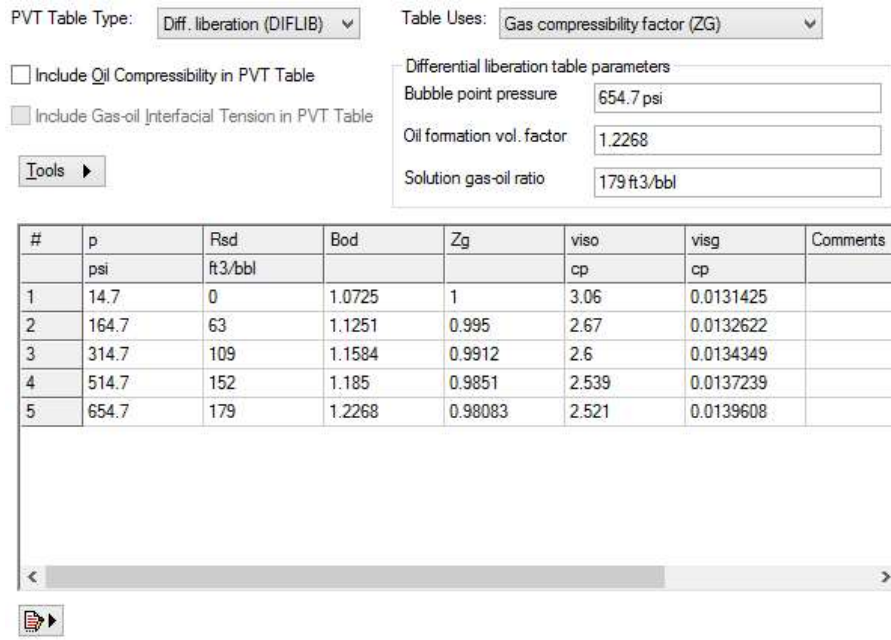 PVT Table Type: Diff. liberation (DIFLIB) Table Uses: Gas compressibility factor (ZG)
Include Oil Compressibility in PVT Table
Include Gas-oil Interfacial Tension in PVT Table
Tools
Differential liberation table parameters
Bubble point pressure 654.7 psi
Oil formation vol. factor 1.2268
Solution gas-oil ratio 179 ft3/bbl
# p Rsd Bod Zg viso visg Comments
psi ft3/bbl cp cp
1 14.7 0 1.0725 1 3.06 0.0131425
2 164.7 63 1.1251 0.995 2.67 0.0132622
3 314.7 109 1.1584 0.9912 2.6 0.0134349
4 514.7 152 1.185 0.9851 2.539 0.0137239
5 654.7 179 1.2268 0.98083 2.521 0.0139608